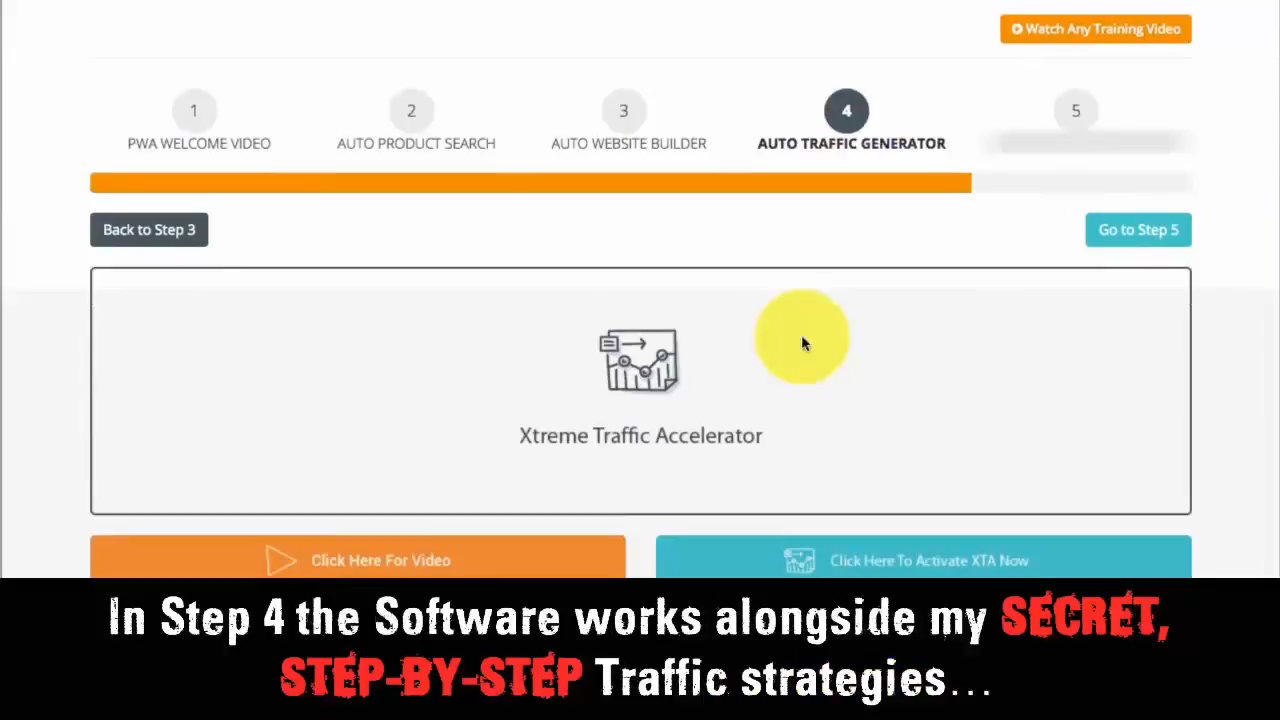 Watch Any Training Video
1 2 3 4 5
PWA WELCOME VIDEO AUTO PRODUCT SEARCH AUTO WEBSITE BUILDER AUTO TRAFFIC GENERATOR
Back to Step 3 Go to Step 5
Xtreme Traffic Accelerator
Click Here For Video Click Here To Activate XTA Now
In Step 4 the Software works alongside my SECRET,
STEP-BY-STEP Traffic strategies...